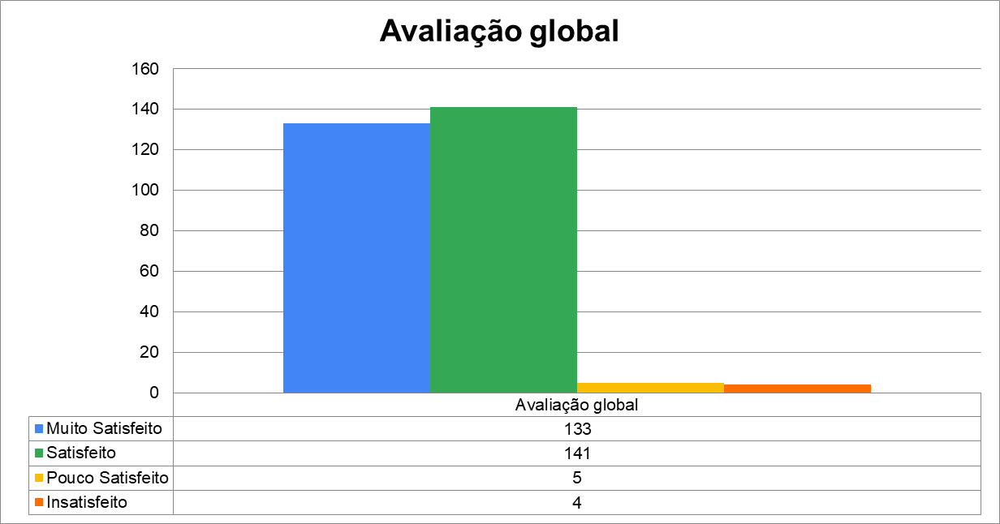 Avaliação global
160
140
120
100
80
60
40
20
0
Avaliação global
Muito Satisfeito 133
Satisfeito 141
Pouco Satisfeito 5
Insatisfeito 4